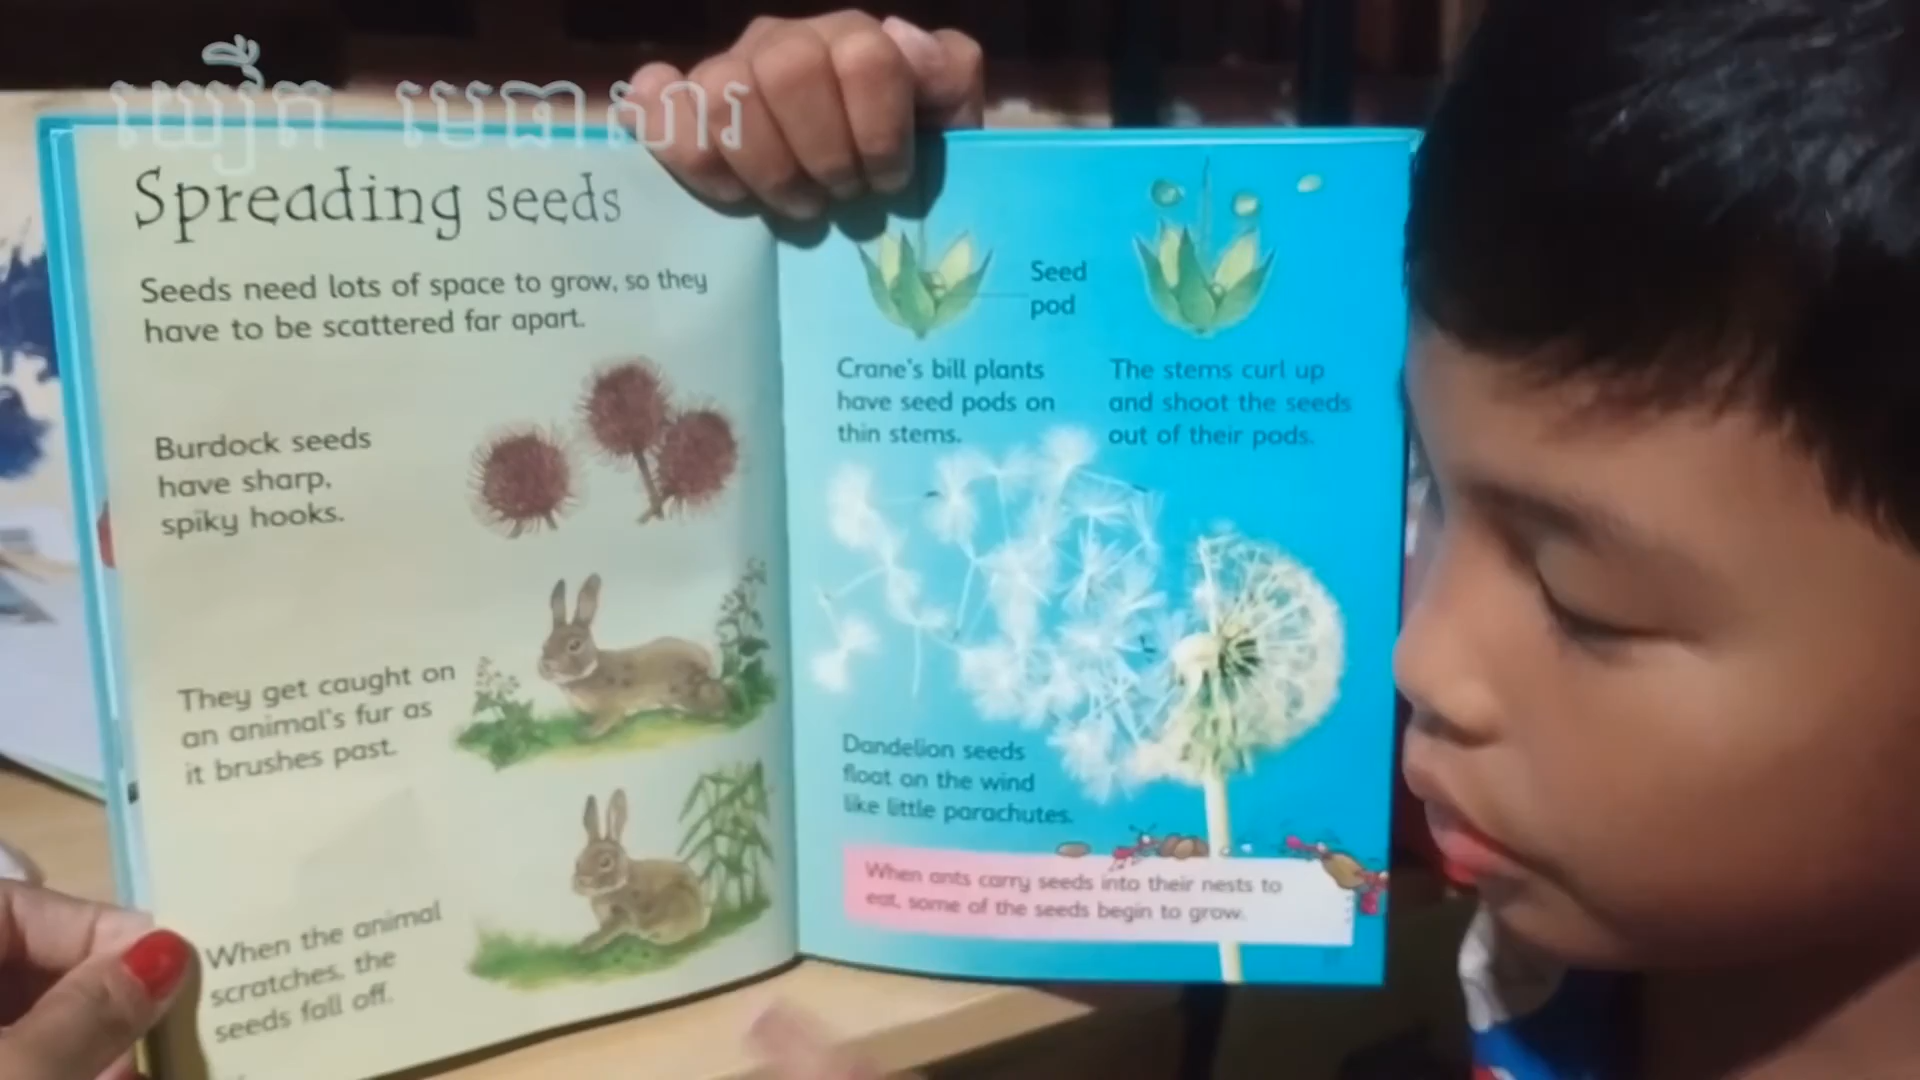 យឿត មេធាសារ
Spreading seeds
Seeds need lots of space to grow, so they
have to be scattered far apart.
Burdock seeds
have sharp,
spiky hooks.
They get caught on
an animal's fur as
it brushes past.
When the animal
scratches, the
seeds fall off.
Seed
pod
Crane's bill plants
have seed pods on
thin stems.
The stems curl up
and shoot the seeds
out of their pods.
Dandelion seeds
float on the wind
like little parachutes.
When ants carry seeds into their nests to
eat, some of the seeds begin to grow.